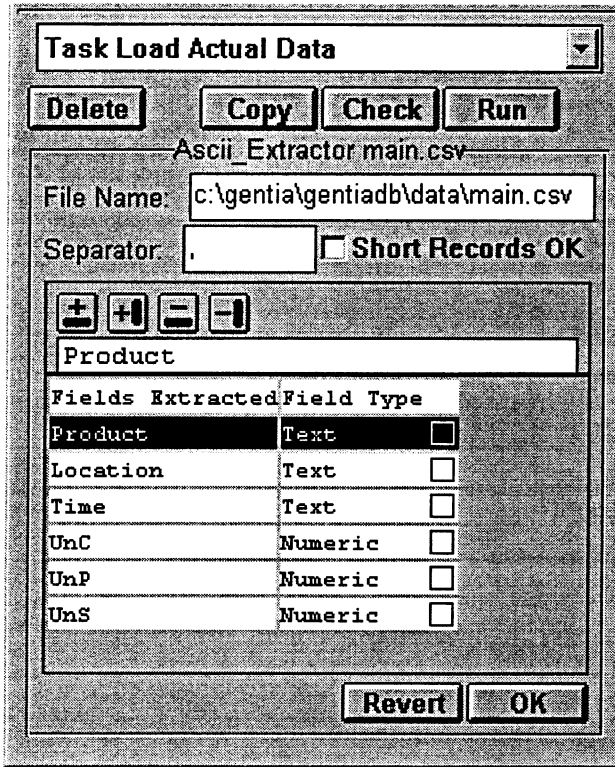 Task Load Actual Data
Delete Copy Check Run
Ascii_Extractor main.csv
File Name: c:\gentia\gentiadb\data\main.csv
Separator: , Short Records OK
+ + - -
Product
Fields Extracted Field Type
Product Text
Location Text
Time Text
UnC Numeric
UnP Numeric
UnS Numeric
Revert OK